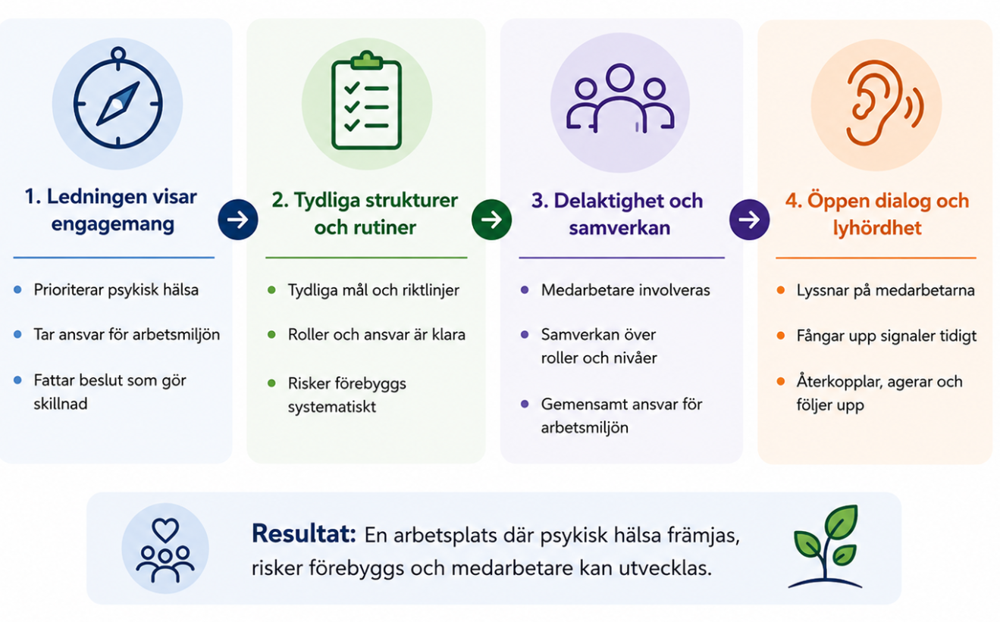 1. Ledningen visar
engagemang
Prioriterar psykisk hälsa
Tar ansvar för arbetsmiljön
Fattar beslut som gör
skillnad
2. Tydliga strukturer
och rutiner
Tydliga mål och riktlinjer
Roller och ansvar är klara
Risker förebyggs
systematiskt
3. Delaktighet och
samverkan
Medarbetare involveras
Samverkan över
roller och nivåer
Gemensamt ansvar för
arbetsmiljön
4. Öppen dialog och
lyhördhet
Lyssnar på medarbetarna
Fångar upp signaler tidigt
Återkopplar, agerar och
följer upp
Resultat: En arbetsplats där psykisk hälsa främjas,
risker förebyggs och medarbetare kan utvecklas.